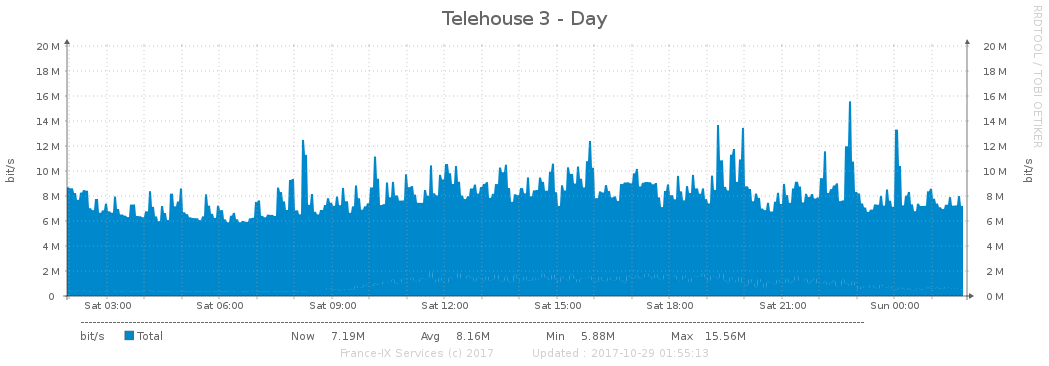 Telehouse 3 - Day
RRDTOOL / TOBI OETIKER
bit/s
bit/s
20 M 20 M
18 M 18 M
16 M 16 M
14 M 14 M
12 M 12 M
10 M 10 M
8 M 8 M
6 M 6 M
4 M 4 M
2 M 2 M
0 0 M
Sat 03:00 Sat 06:00 Sat 09:00 Sat 12:00 Sat 15:00 Sat 18:00 Sat 21:00 Sun 00:00
bit/s Total Now 7.19M Avg 8.16M Min 5.88M Max 15.56M
France-IX Services (c) 2017 Updated : 2017-10-29 01:55:13